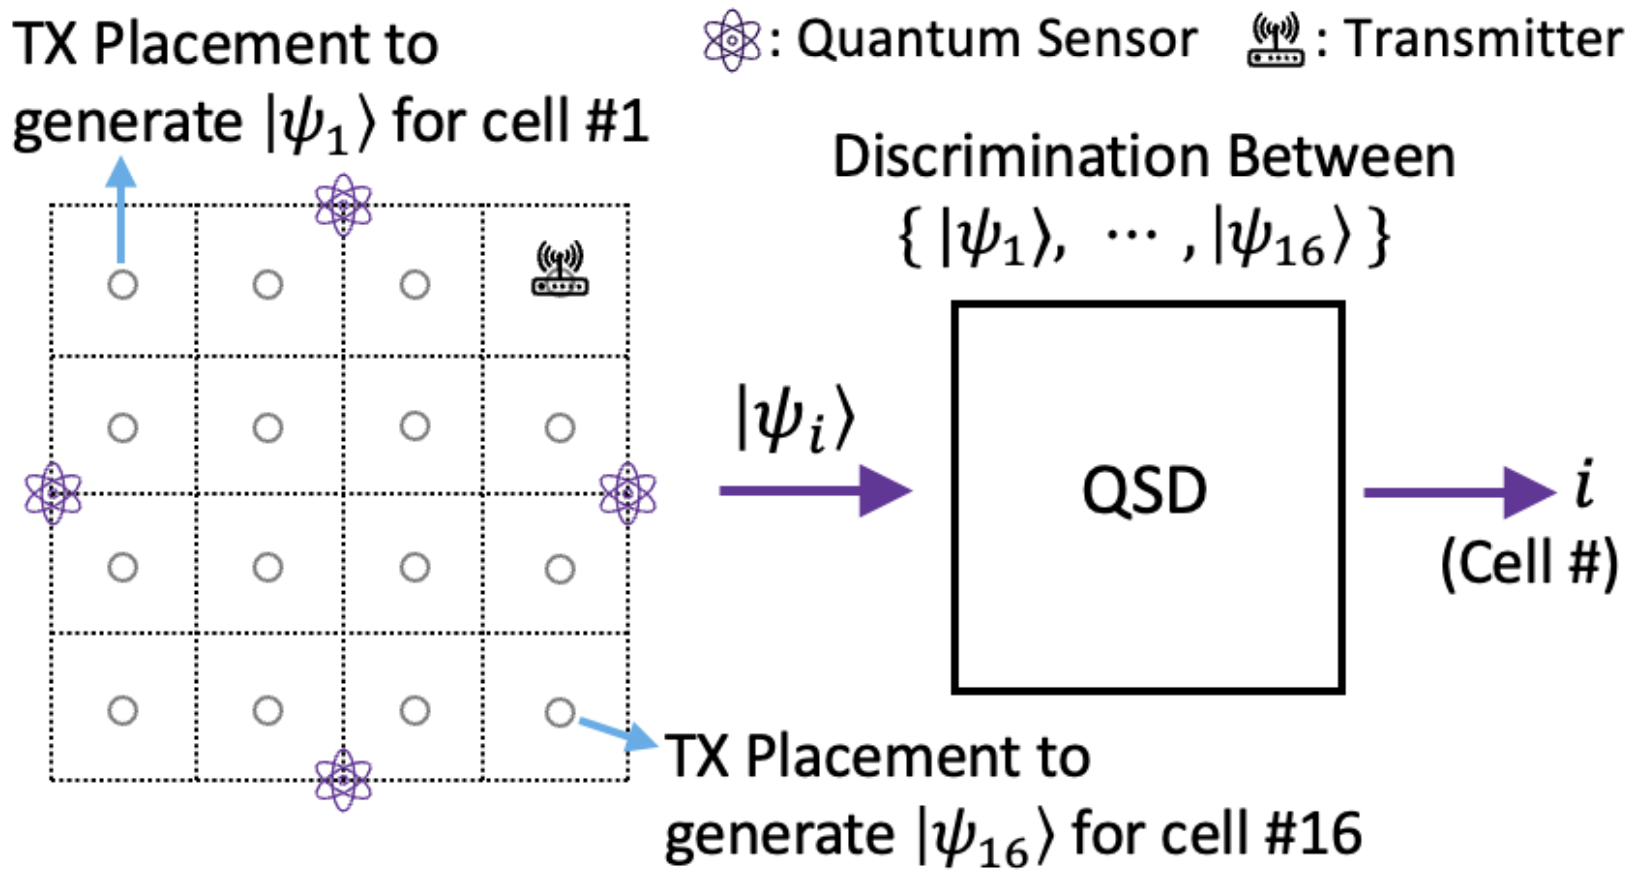 TX Placement to
generate |ψ₁⟩ for cell #1
: Quantum Sensor
: Transmitter
Discrimination Between
{ |ψ₁⟩, ⋯ , |ψ₁₆⟩ }
|ψᵢ⟩
QSD
i
(Cell #)
TX Placement to
generate |ψ₁₆⟩ for cell #16